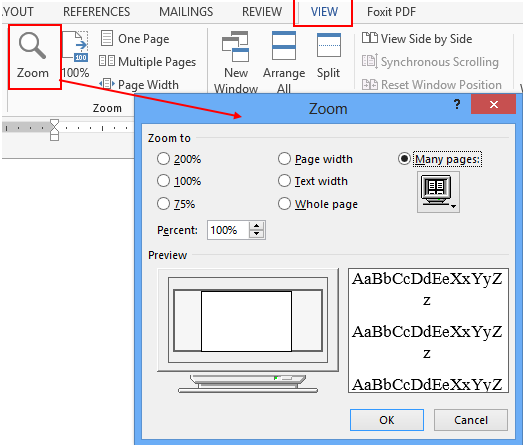 YOUT REFERENCES MAILINGS REVIEW VIEW Foxit PDF
Zoom
100
100%
One Page
Multiple Pages
Page Width
Zoom
New
Window
Arrange
All
Split
View Side by Side
Synchronous Scrolling
Reset Window Position
Zoom ?
Zoom to
200% Page width Many pages:
100% Text width
75% Whole page
Percent: 100%
Preview
AaBbCcDdEeXxYyZ
z
AaBbCcDdEeXxYyZ
z
AaBbCcDdEeXxYyZ
OK Cancel